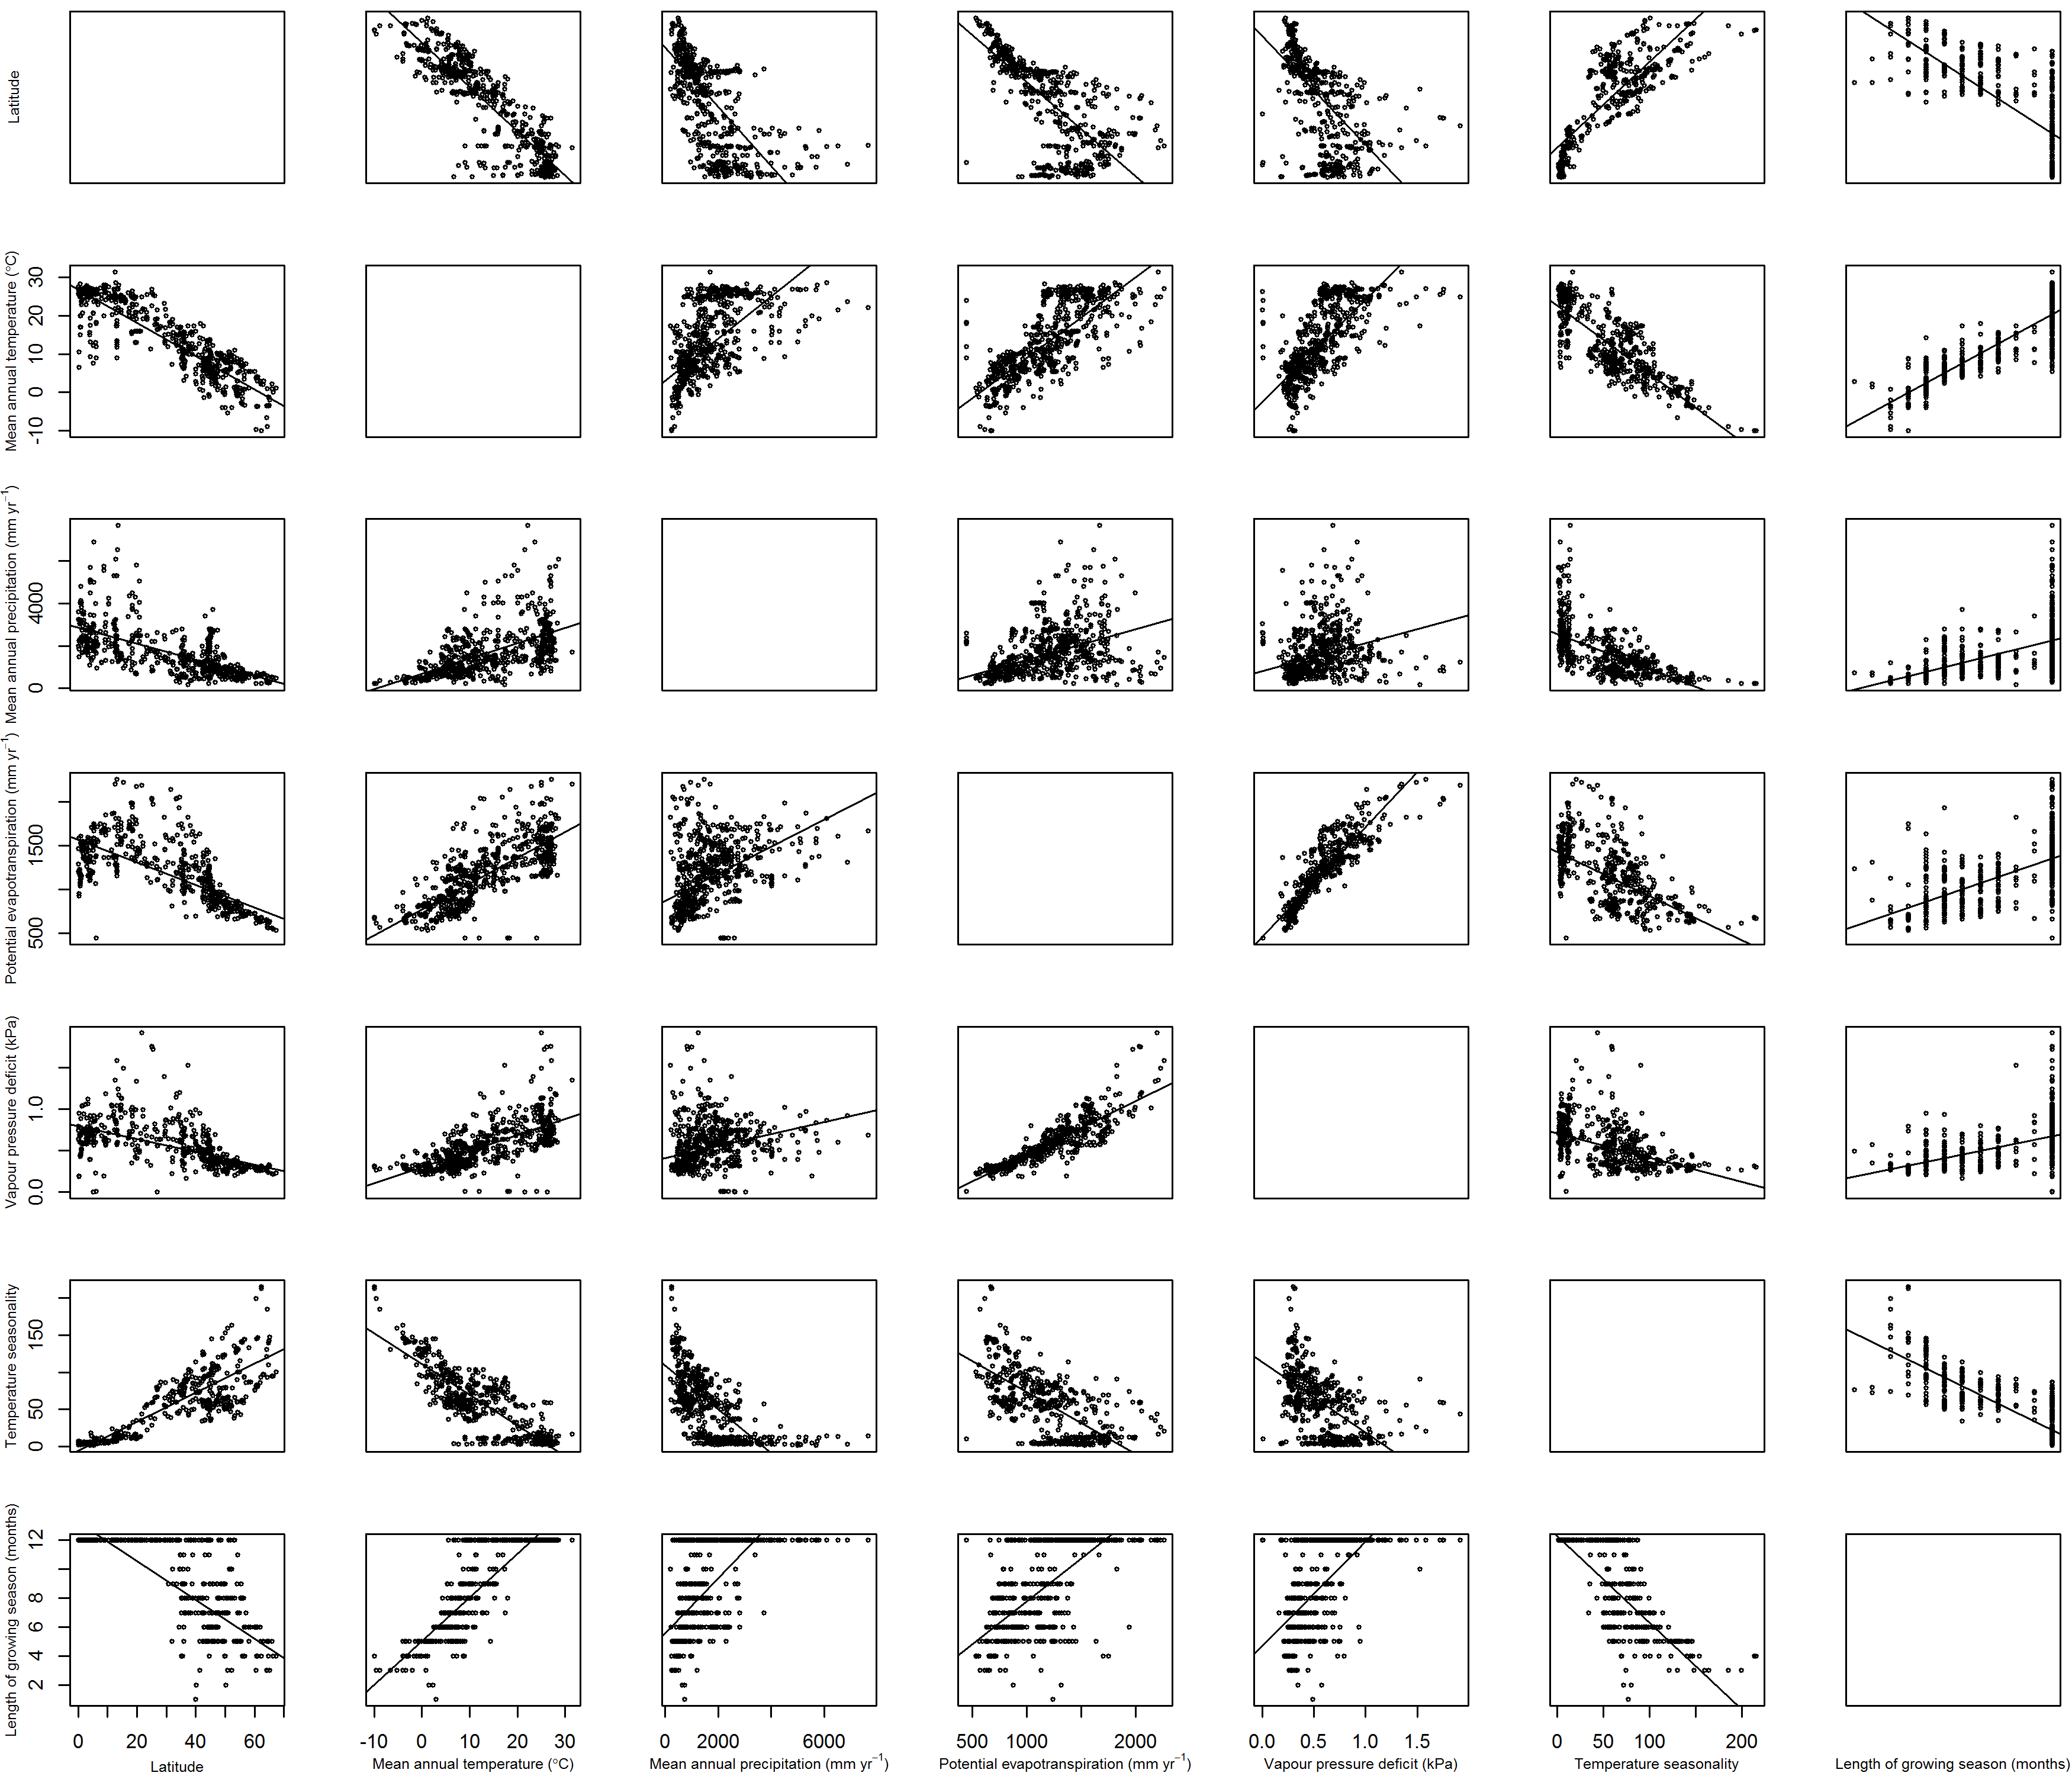 Latitude
Mean annual temperature (°C)
-10 0 10 20 30
Mean annual precipitation (mm yr⁻¹)
0 4000
Potential evapotranspiration (mm yr⁻¹)
500 1500
Vapour pressure deficit (kPa)
0.0 1.0
Temperature seasonality
0 50 150
Length of growing season (months)
2 4 6 8 12
0 20 40 60
-10 0 10 20 30
0 2000 6000
500 1000 2000
0.0 0.5 1.0 1.5
0 50 100 200
Latitude
Mean annual temperature (°C)
Mean annual precipitation (mm yr⁻¹)
Potential evapotranspiration (mm yr⁻¹)
Vapour pressure deficit (kPa)
Temperature seasonality
Length of growing season (months)